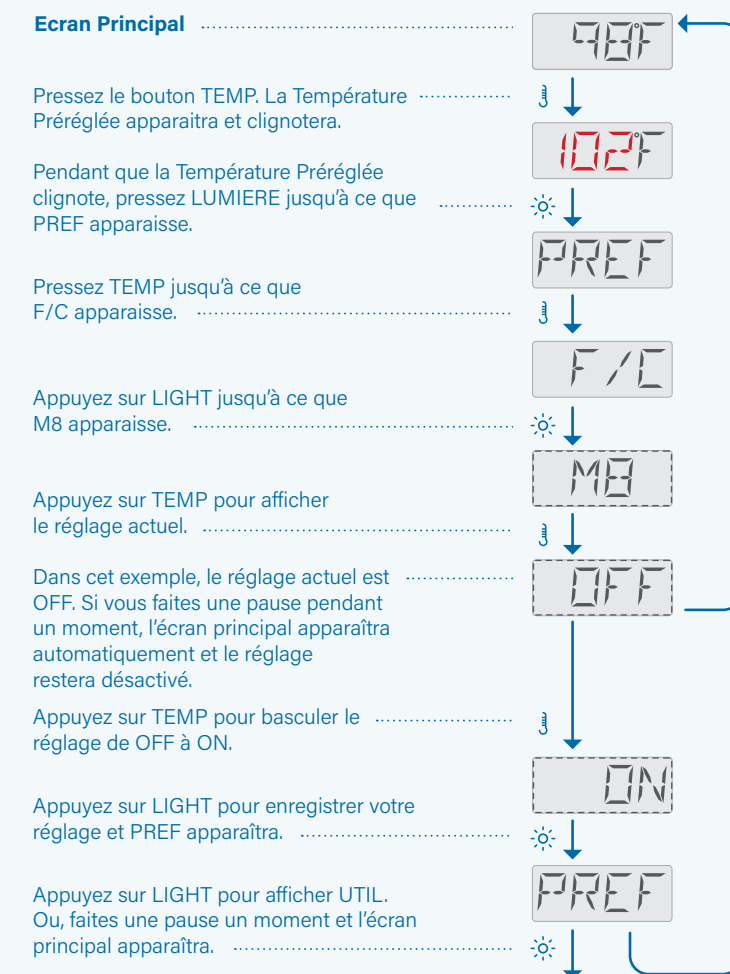 Ecran Principal
98°F
Pressez le bouton TEMP. La Température
Préréglée apparaitra et clignotera.
102°F
Pendant que la Température Préréglée
clignote, pressez LUMIERE jusqu'à ce que
PREF apparaisse.
PREF
Pressez TEMP jusqu'à ce que
F/C apparaisse.
F/C
Appuyez sur LIGHT jusqu'à ce que
M8 apparaisse.
M8
Appuyez sur TEMP pour afficher
le réglage actuel.
OFF
Dans cet exemple, le réglage actuel est
OFF. Si vous faites une pause pendant
un moment, l'écran principal apparaîtra
automatiquement et le réglage
restera désactivé.
Appuyez sur TEMP pour basculer le
réglage de OFF à ON.
ON
Appuyez sur LIGHT pour enregistrer votre
réglage et PREF apparaîtra.
PREF
Appuyez sur LIGHT pour afficher UTIL.
Ou, faites une pause un moment et l'écran
principal apparaîtra.